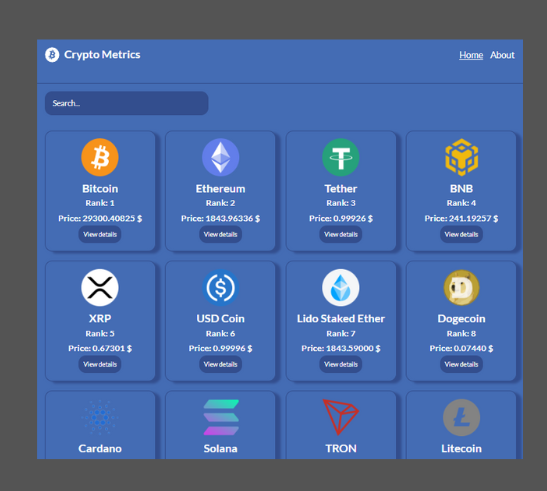 Crypto Metrics
Home About
Search...
Bitcoin
Rank: 1
Price: 29300.40825 $
View details
Ethereum
Rank: 2
Price: 1843.96336 $
View details
Tether
Rank: 3
Price: 0.99926 $
View details
BNB
Rank: 4
Price: 241.19257 $
View details
XRP
Rank: 5
Price: 0.67301 $
View details
USD Coin
Rank: 6
Price: 0.99996 $
View details
Lido Staked Ether
Rank: 7
Price: 1843.59000 $
View details
Dogecoin
Rank: 8
Price: 0.07440 $
View details
Cardano
Solana
TRON
Litecoin